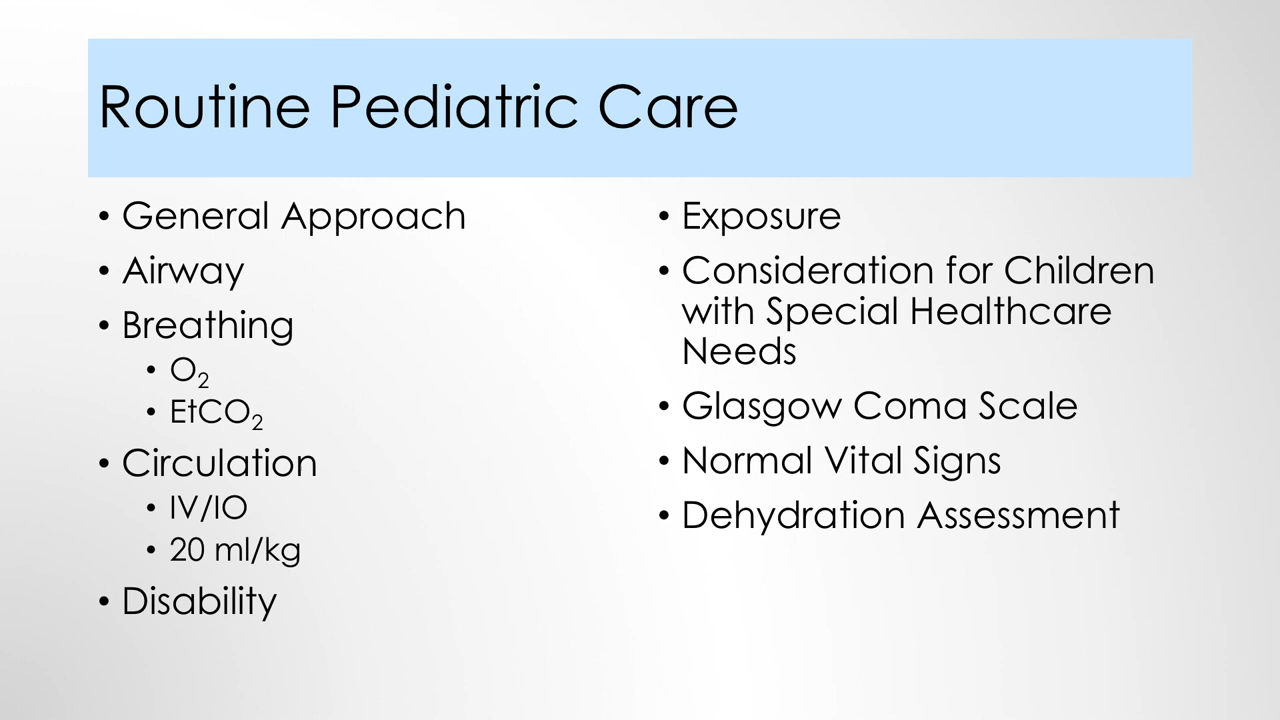 Routine Pediatric Care
• General Approach
• Airway
• Breathing
• O₂
• EtCO₂
• Circulation
• IV/IO
• 20 ml/kg
• Disability
• Exposure
• Consideration for Children
with Special Healthcare
Needs
• Glasgow Coma Scale
• Normal Vital Signs
• Dehydration Assessment